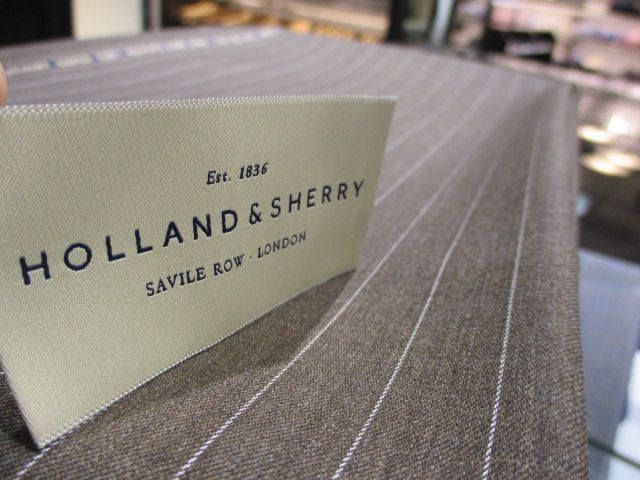 Est. 1836
HOLLAND & SHERRY
SAVILE ROW · LONDON